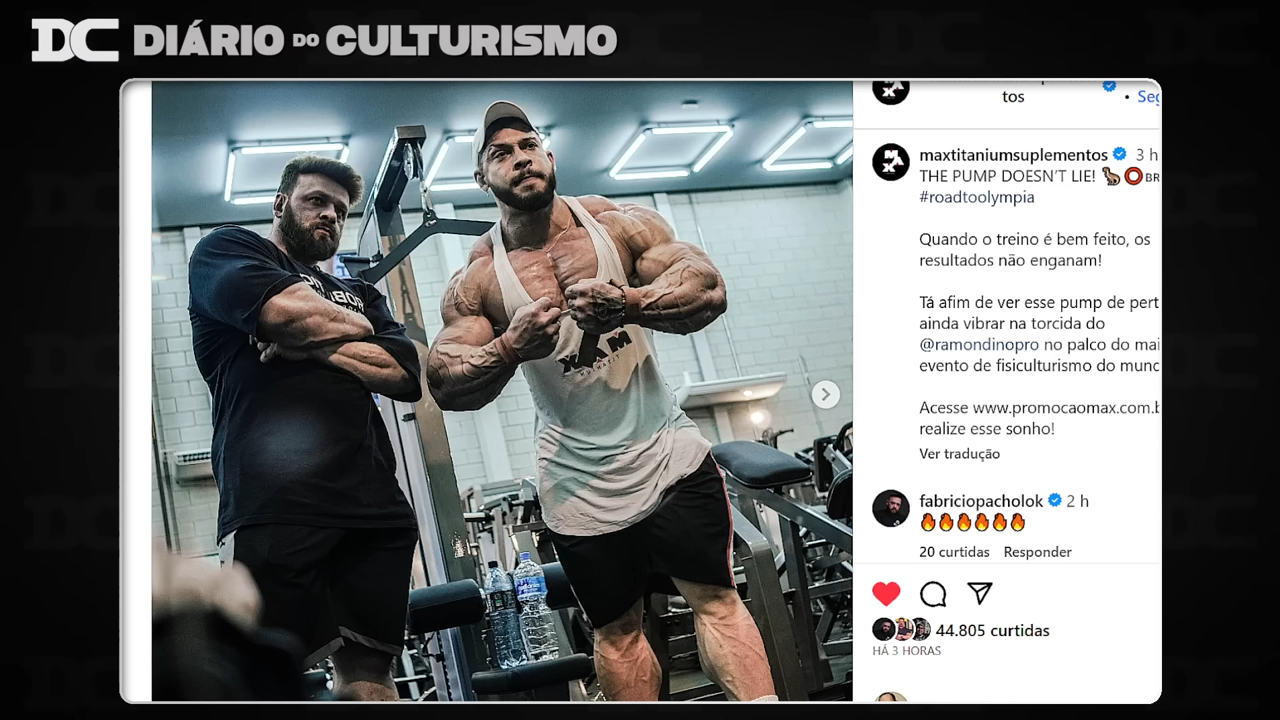 DC DIÁRIO DO CULTURISMO
tos
• Seg
maxtitaniumsuplementos 3 h
THE PUMP DOESN'T LIE! 🐆⭕BR
#roadtoolympia
Quando o treino é bem feito, os
resultados não enganam!
Tá afim de ver esse pump de pert
ainda vibrar na torcida do
@ramondinopro no palco do mai
evento de fisiculturismo do munc
Acesse www.promocaomax.com.b
realize esse sonho!
Ver tradução
fabriciopacholok 2 h
🔥🔥🔥🔥🔥🔥
20 curtidas Responder
44.805 curtidas
HÁ 3 HORAS
MAX